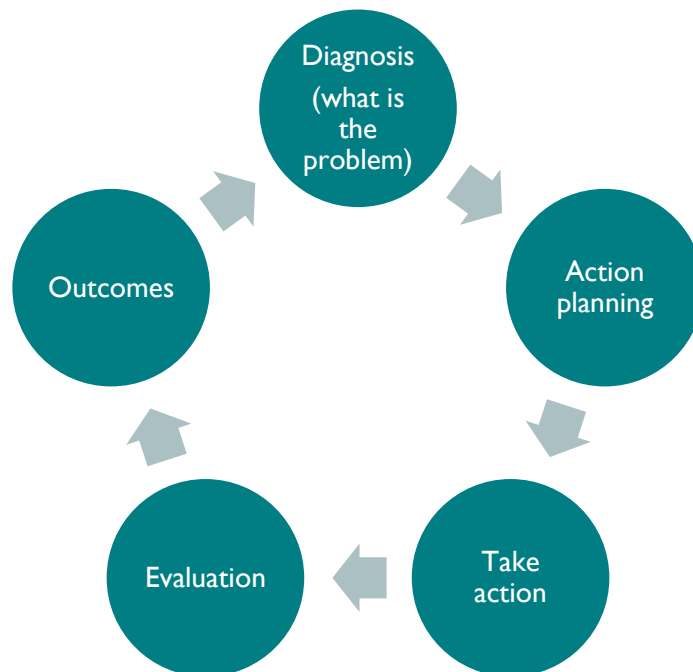 Diagnosis
(what is
the
problem)
Action
planning
Take
action
Evaluation
Outcomes